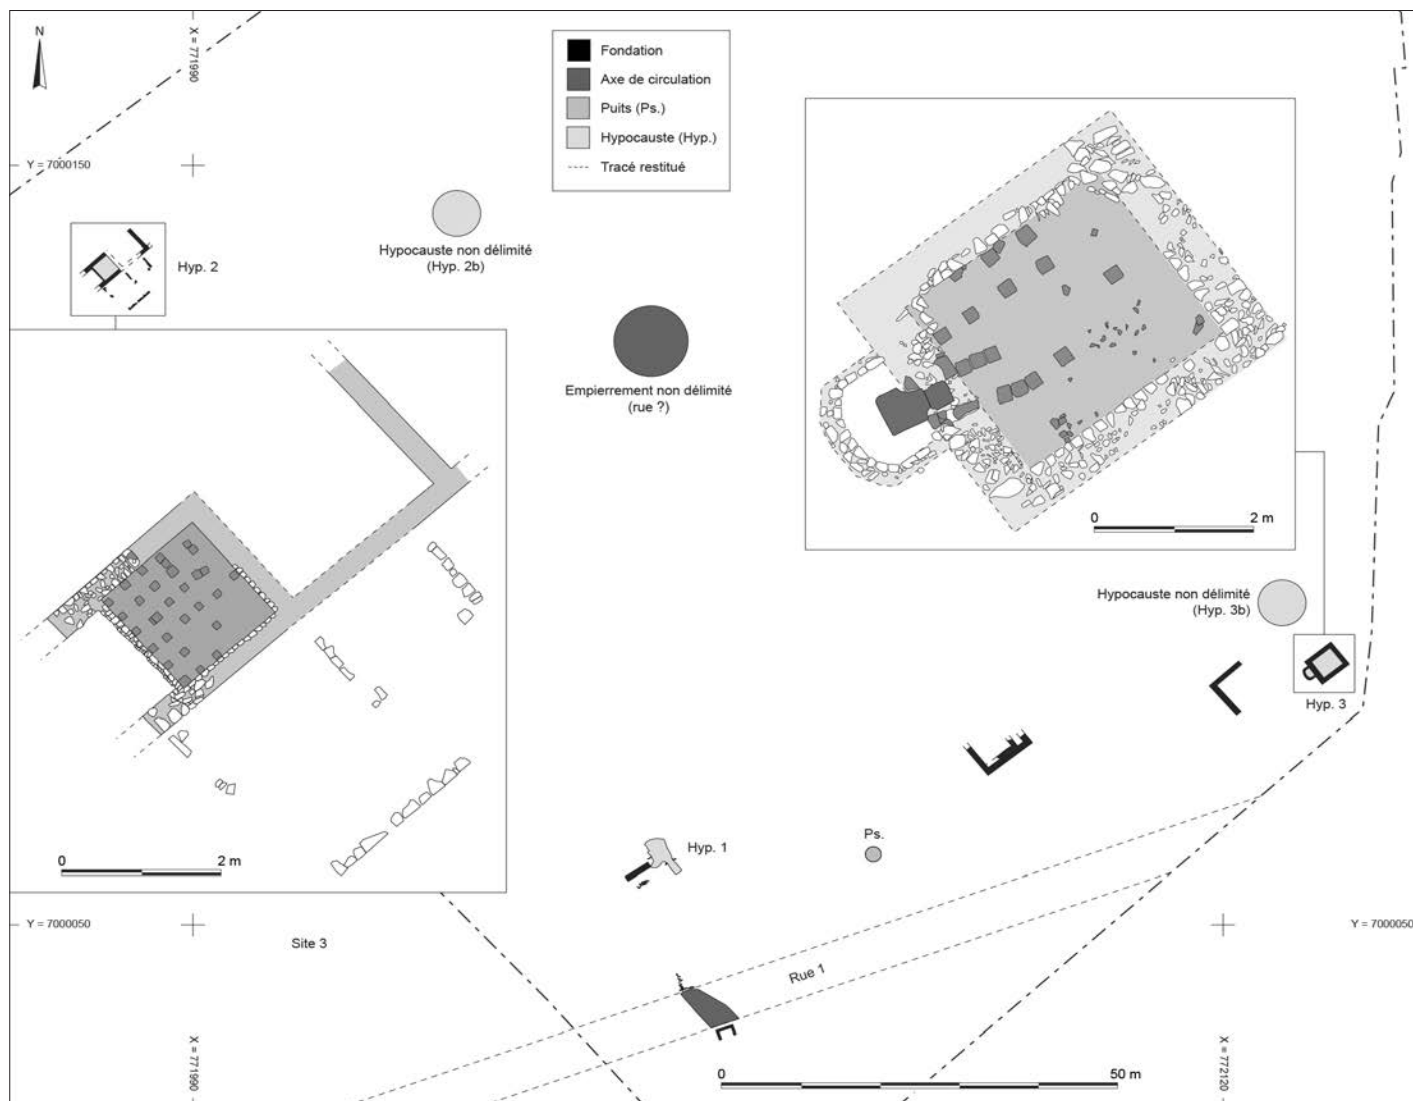 N
X = 771990
Fondation
Axe de circulation
Puits (Ps.)
Hypocauste (Hyp.)
Tracé restitué
Y = 7000150
Hypocauste non délimité
(Hyp. 2b)
Hyp. 2
Empierrement non délimité
(rue ?)
0
2 m
Hypocauste non délimité
(Hyp. 3b)
Hyp. 3
0
2 m
Hyp. 1
Ps.
Y = 7000050
Y = 7000050
Site 3
Rue 1
X = 771990
X = 772120
0
50 m